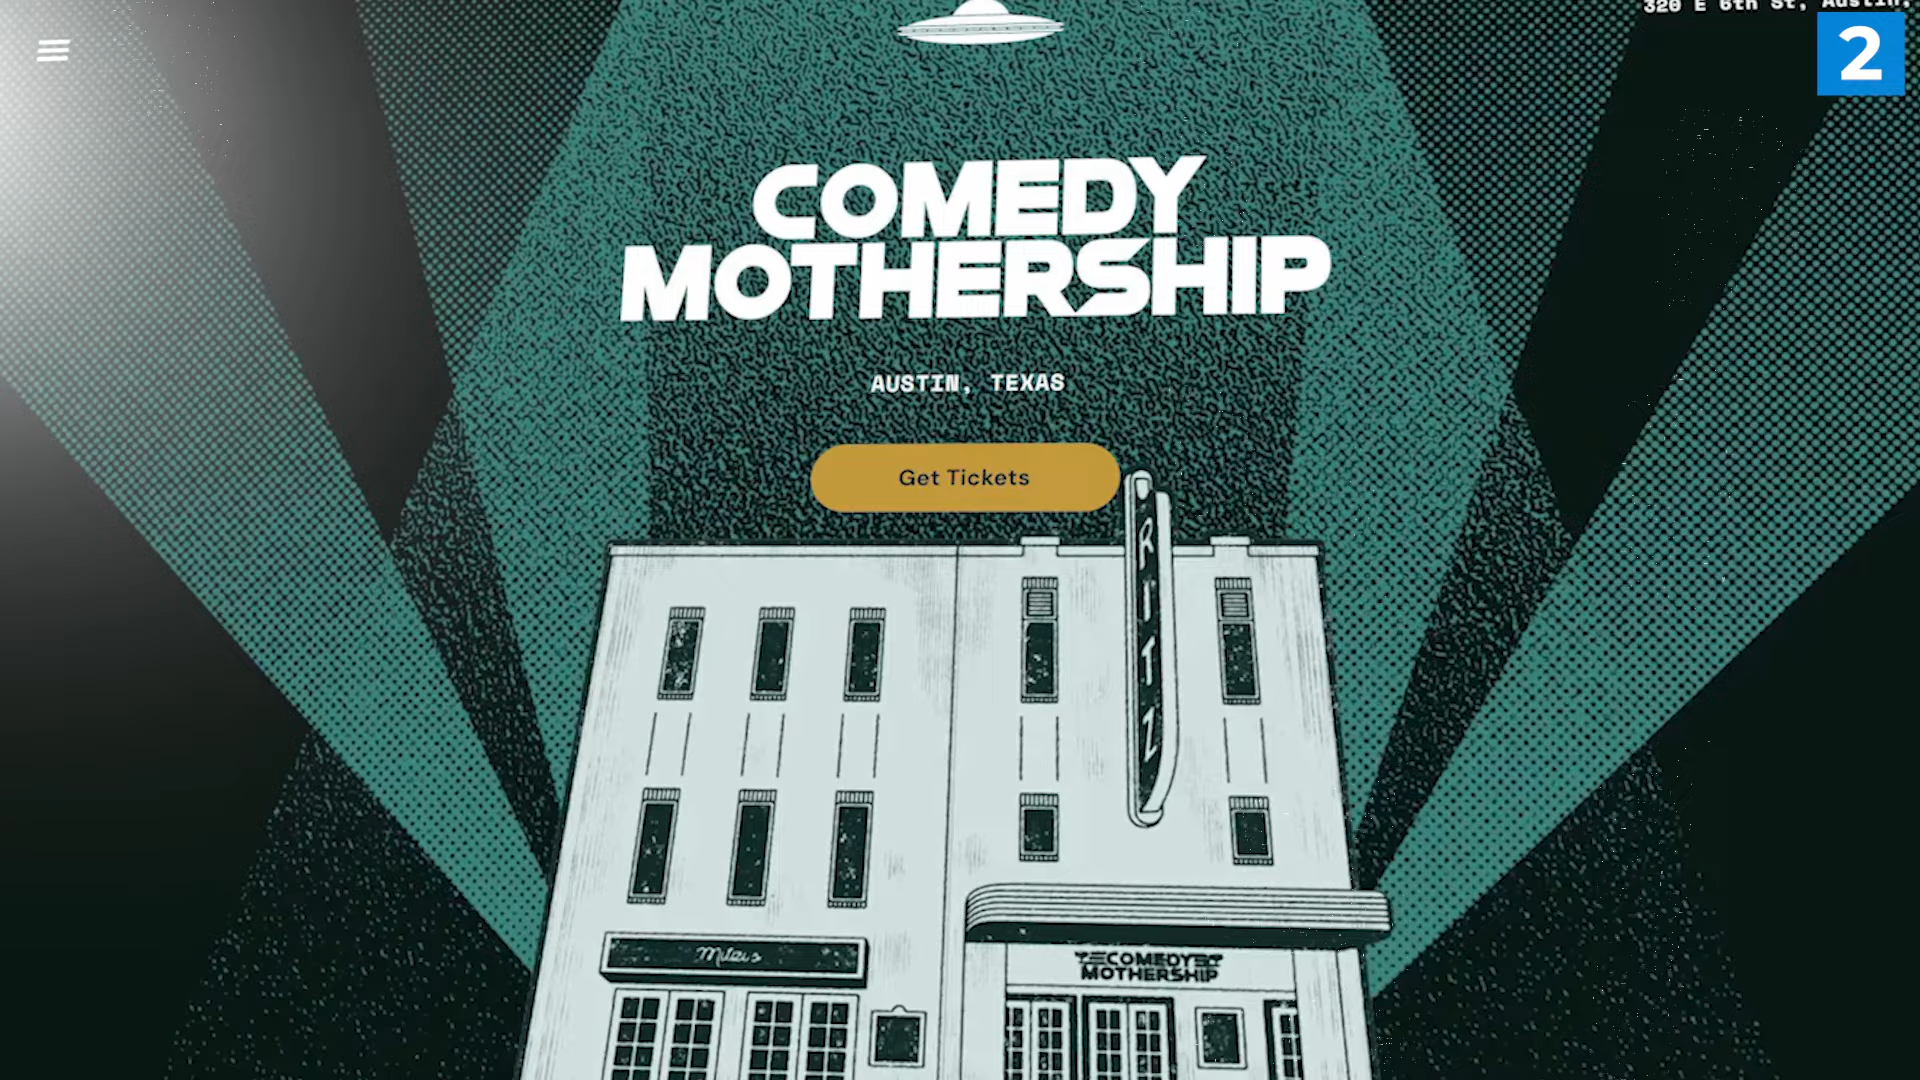 320 E 6th St, Austin,
2
COMEDY
MOTHERSHIP
AUSTIN, TEXAS
Get Tickets
RITZ
COMEDY
MOTHERSHIP